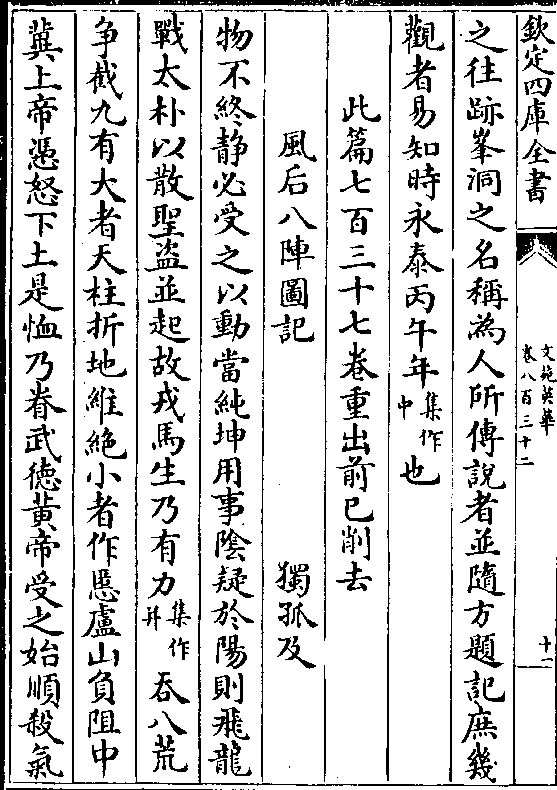 欽定四庫全書
文苑英華
卷八百三十二
十一
之往跡峯洞之名稱為人所傳說者並隨方題記庶幾
觀者易知時永泰丙午年集作中也
此篇七百三十七卷重出前已削去
風后八陣圖記 獨孤及
物不終静必受之以動當純坤用事陰疑於陽則飛龍
戰太朴以散聖盗並起故戎馬生乃有力集作并吞八荒
争截九有大者天柱折地維絶小者作慝盧山負阻中
冀上帝憑怒下土是恤乃眷武德黄帝受之始順殺氣